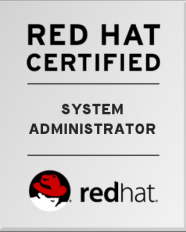 RED HAT
CERTIFIED
SYSTEM
ADMINISTRATOR
redhat.